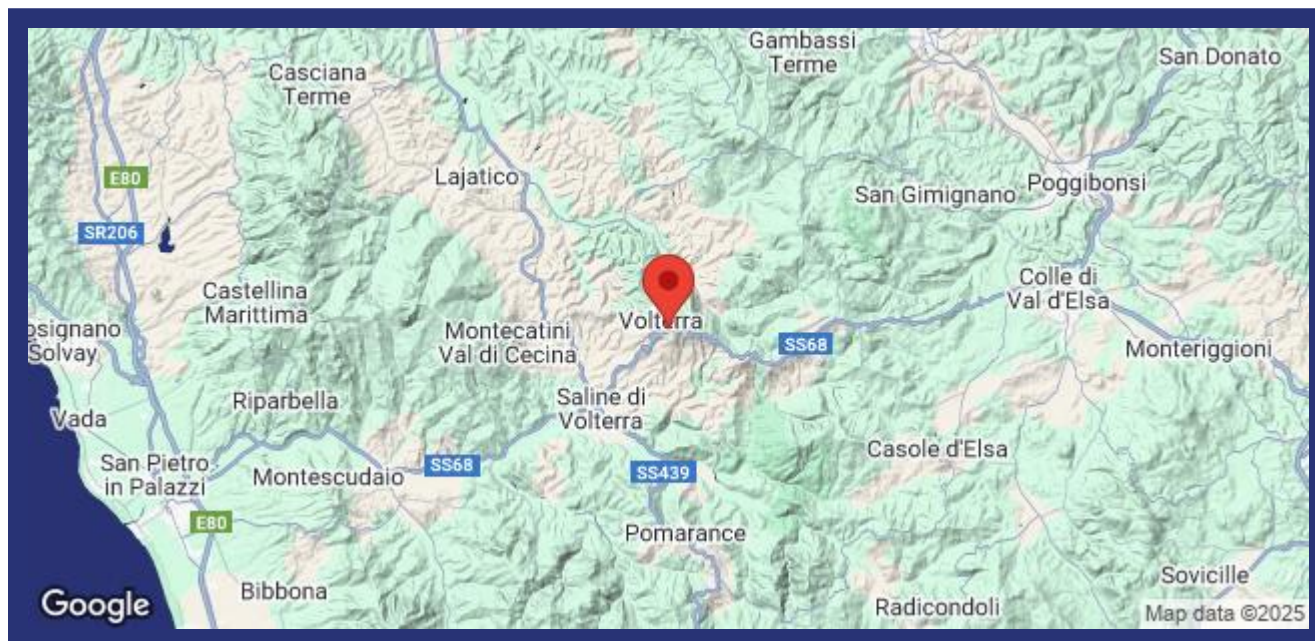 Gambassi
Terme
San Donato
Casciana
Terme
E80
Lajatico
Poggibonsi
San Gimignano
SR206
Castellina
Marittima
Colle di
Val d'Elsa
Volterra
osignano
Solvay
Montecatini
Val di Cecina
SS68
Monteriggioni
Riparbella
Saline di
Volterra
Vada
Casole d'Elsa
San Pietro
in Palazzi
Montescudaio
SS68
SS439
E80
Pomarance
Bibbona
Sovicille
Radicondoli
Google
Map data ©2025